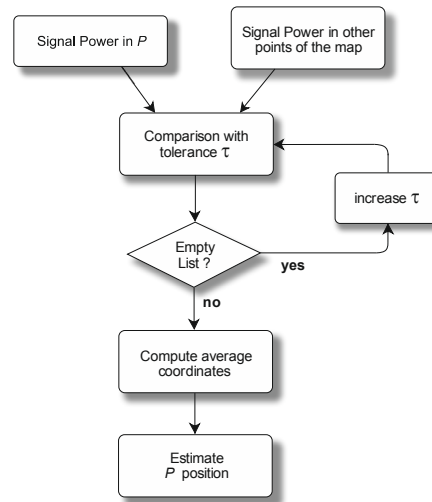 Signal Power in P
Signal Power in other
points of the map
Comparison with
tolerance τ
increase τ
Empty
List ?
yes
no
Compute average
coordinates
Estimate
P position